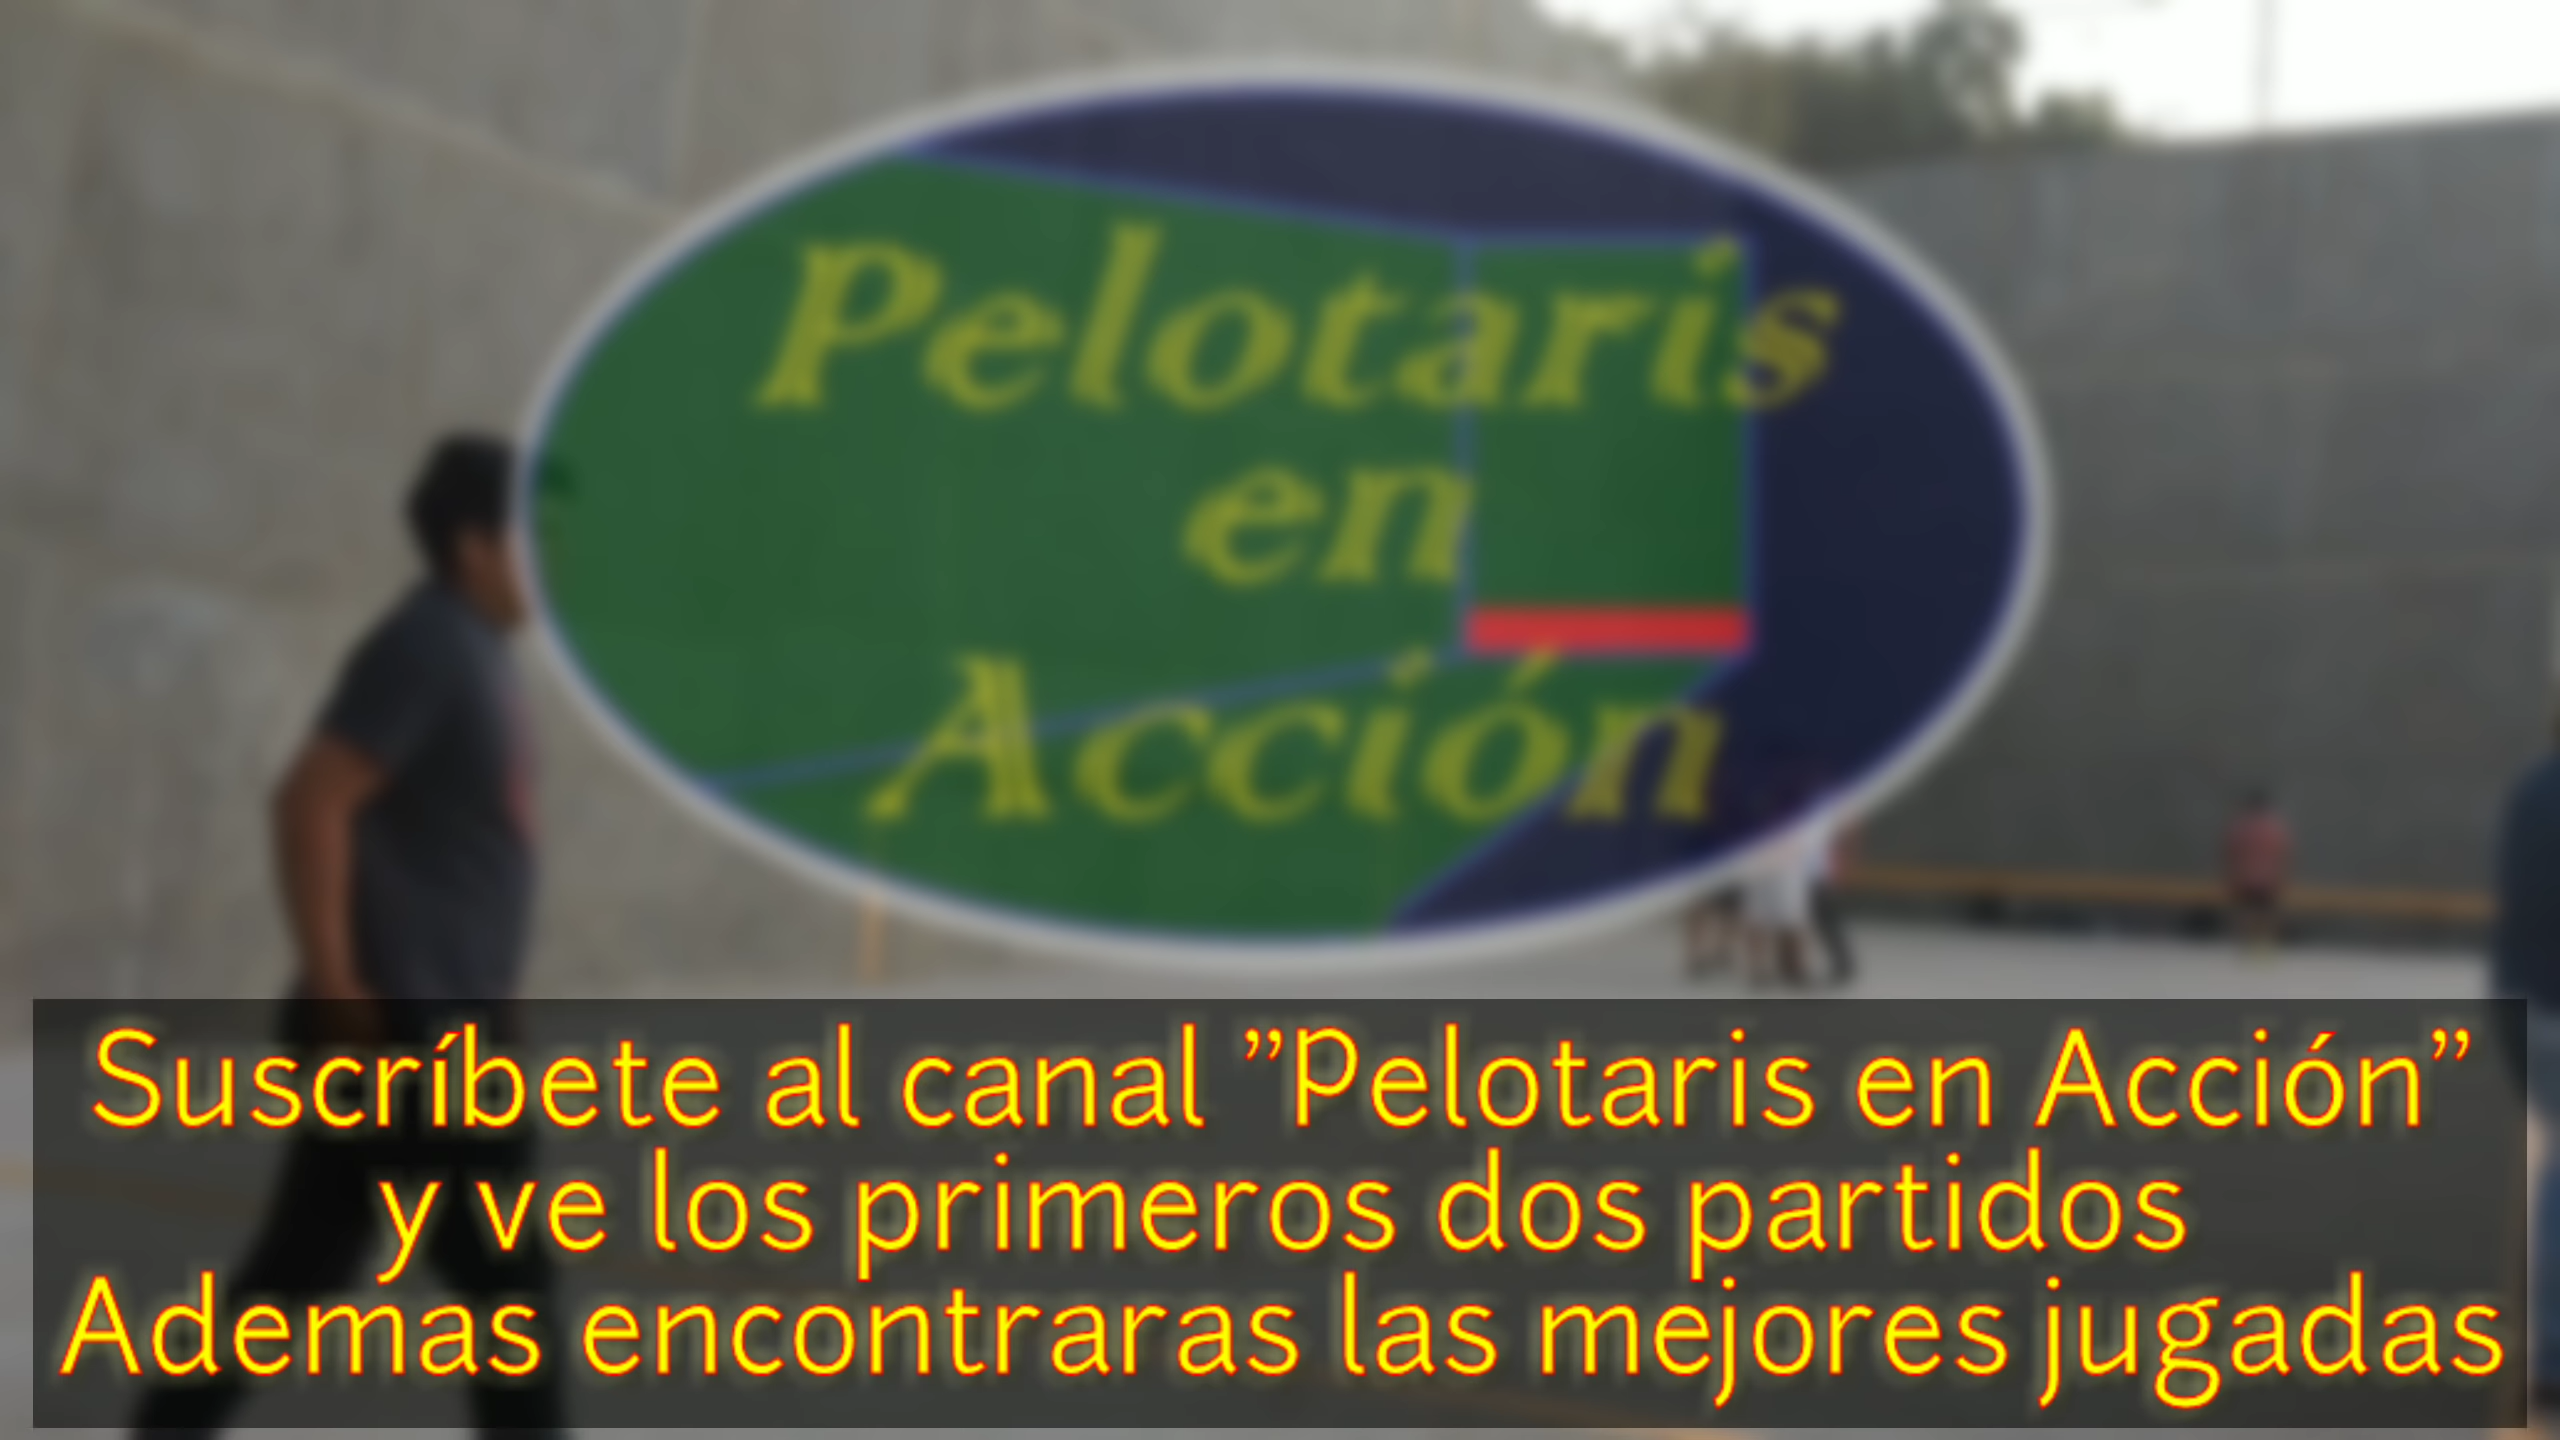 Pelotaris
en
Acción
Suscríbete al canal ”Pelotaris en Acción”
y ve los primeros dos partidos
Ademas encontraras las mejores jugadas